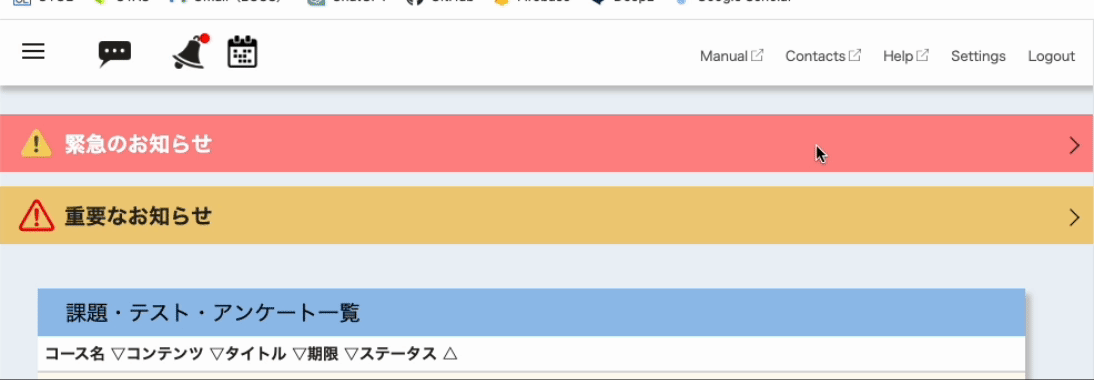 Manual Contacts Help Settings Logout
緊急のお知らせ
重要なお知らせ
課題・テスト・アンケート一覧
コース名 ▽コンテンツ ▽タイトル ▽期限 ▽ステータス △